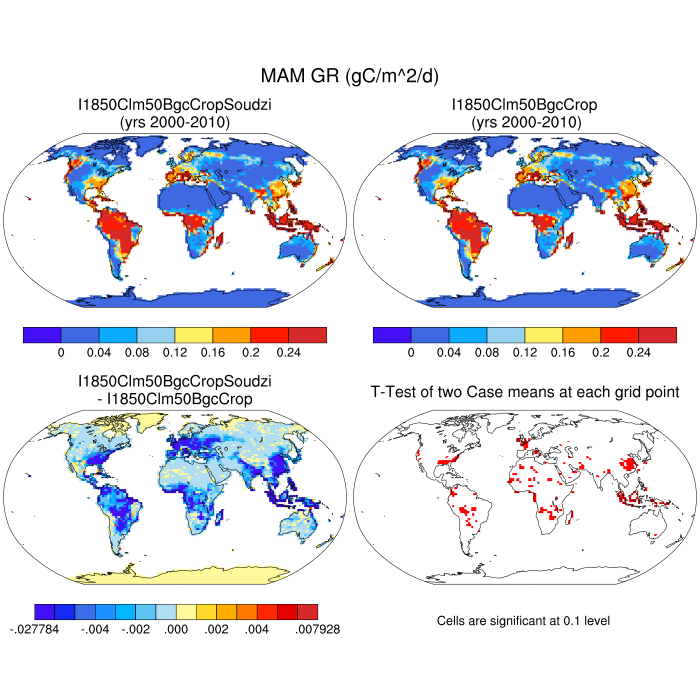 MAM GR (gC/m^2/d)
I1850Clm50BgcCropSoudzi
(yrs 2000-2010)
I1850Clm50BgcCrop
(yrs 2000-2010)
0 0.04 0.08 0.12 0.16 0.2 0.24
0 0.04 0.08 0.12 0.16 0.2 0.24
I1850Clm50BgcCropSoudzi
- I1850Clm50BgcCrop
T-Test of two Case means at each grid point
-.027784 -.004 -.002 .000 .002 .004 .007928
Cells are significant at 0.1 level